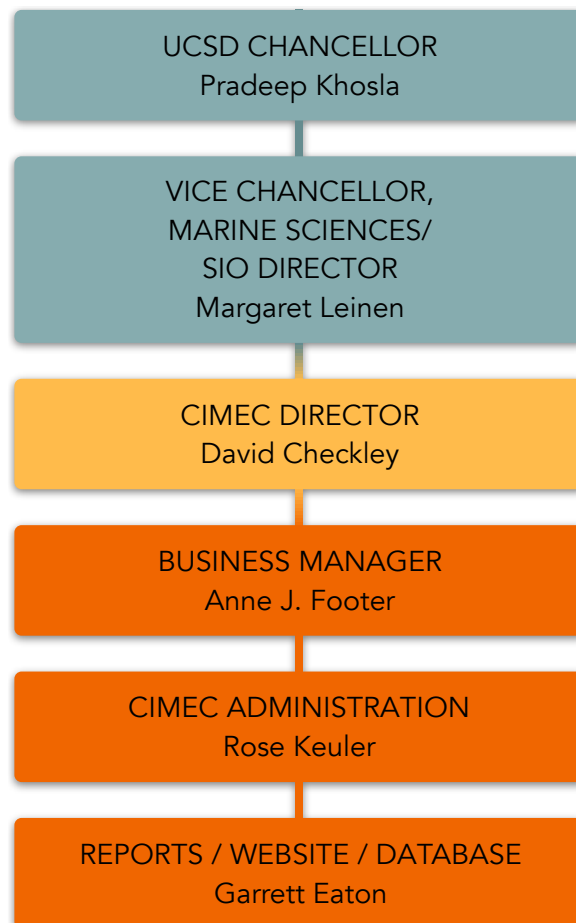 UCSD CHANCELLOR
Pradeep Khosla
VICE CHANCELLOR,
MARINE SCIENCES/
SIO DIRECTOR
Margaret Leinen
CIMEC DIRECTOR
David Checkley
BUSINESS MANAGER
Anne J. Footer
CIMEC ADMINISTRATION
Rose Keuler
REPORTS / WEBSITE / DATABASE
Garrett Eaton